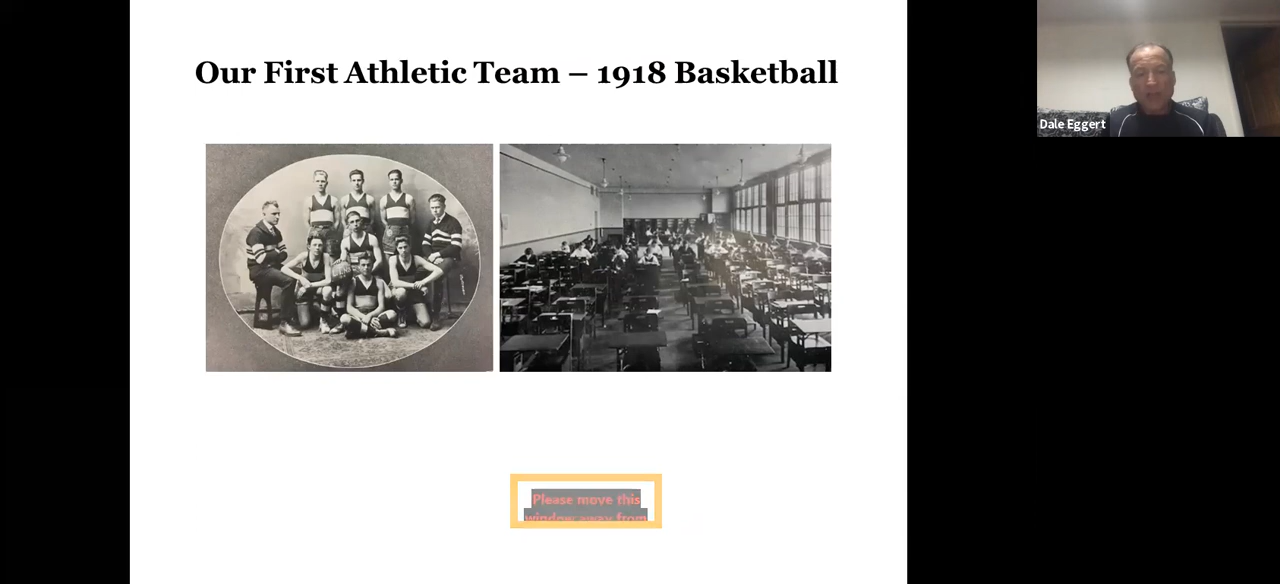 Our First Athletic Team – 1918 Basketball
Dale Eggert
Please move this
window away from